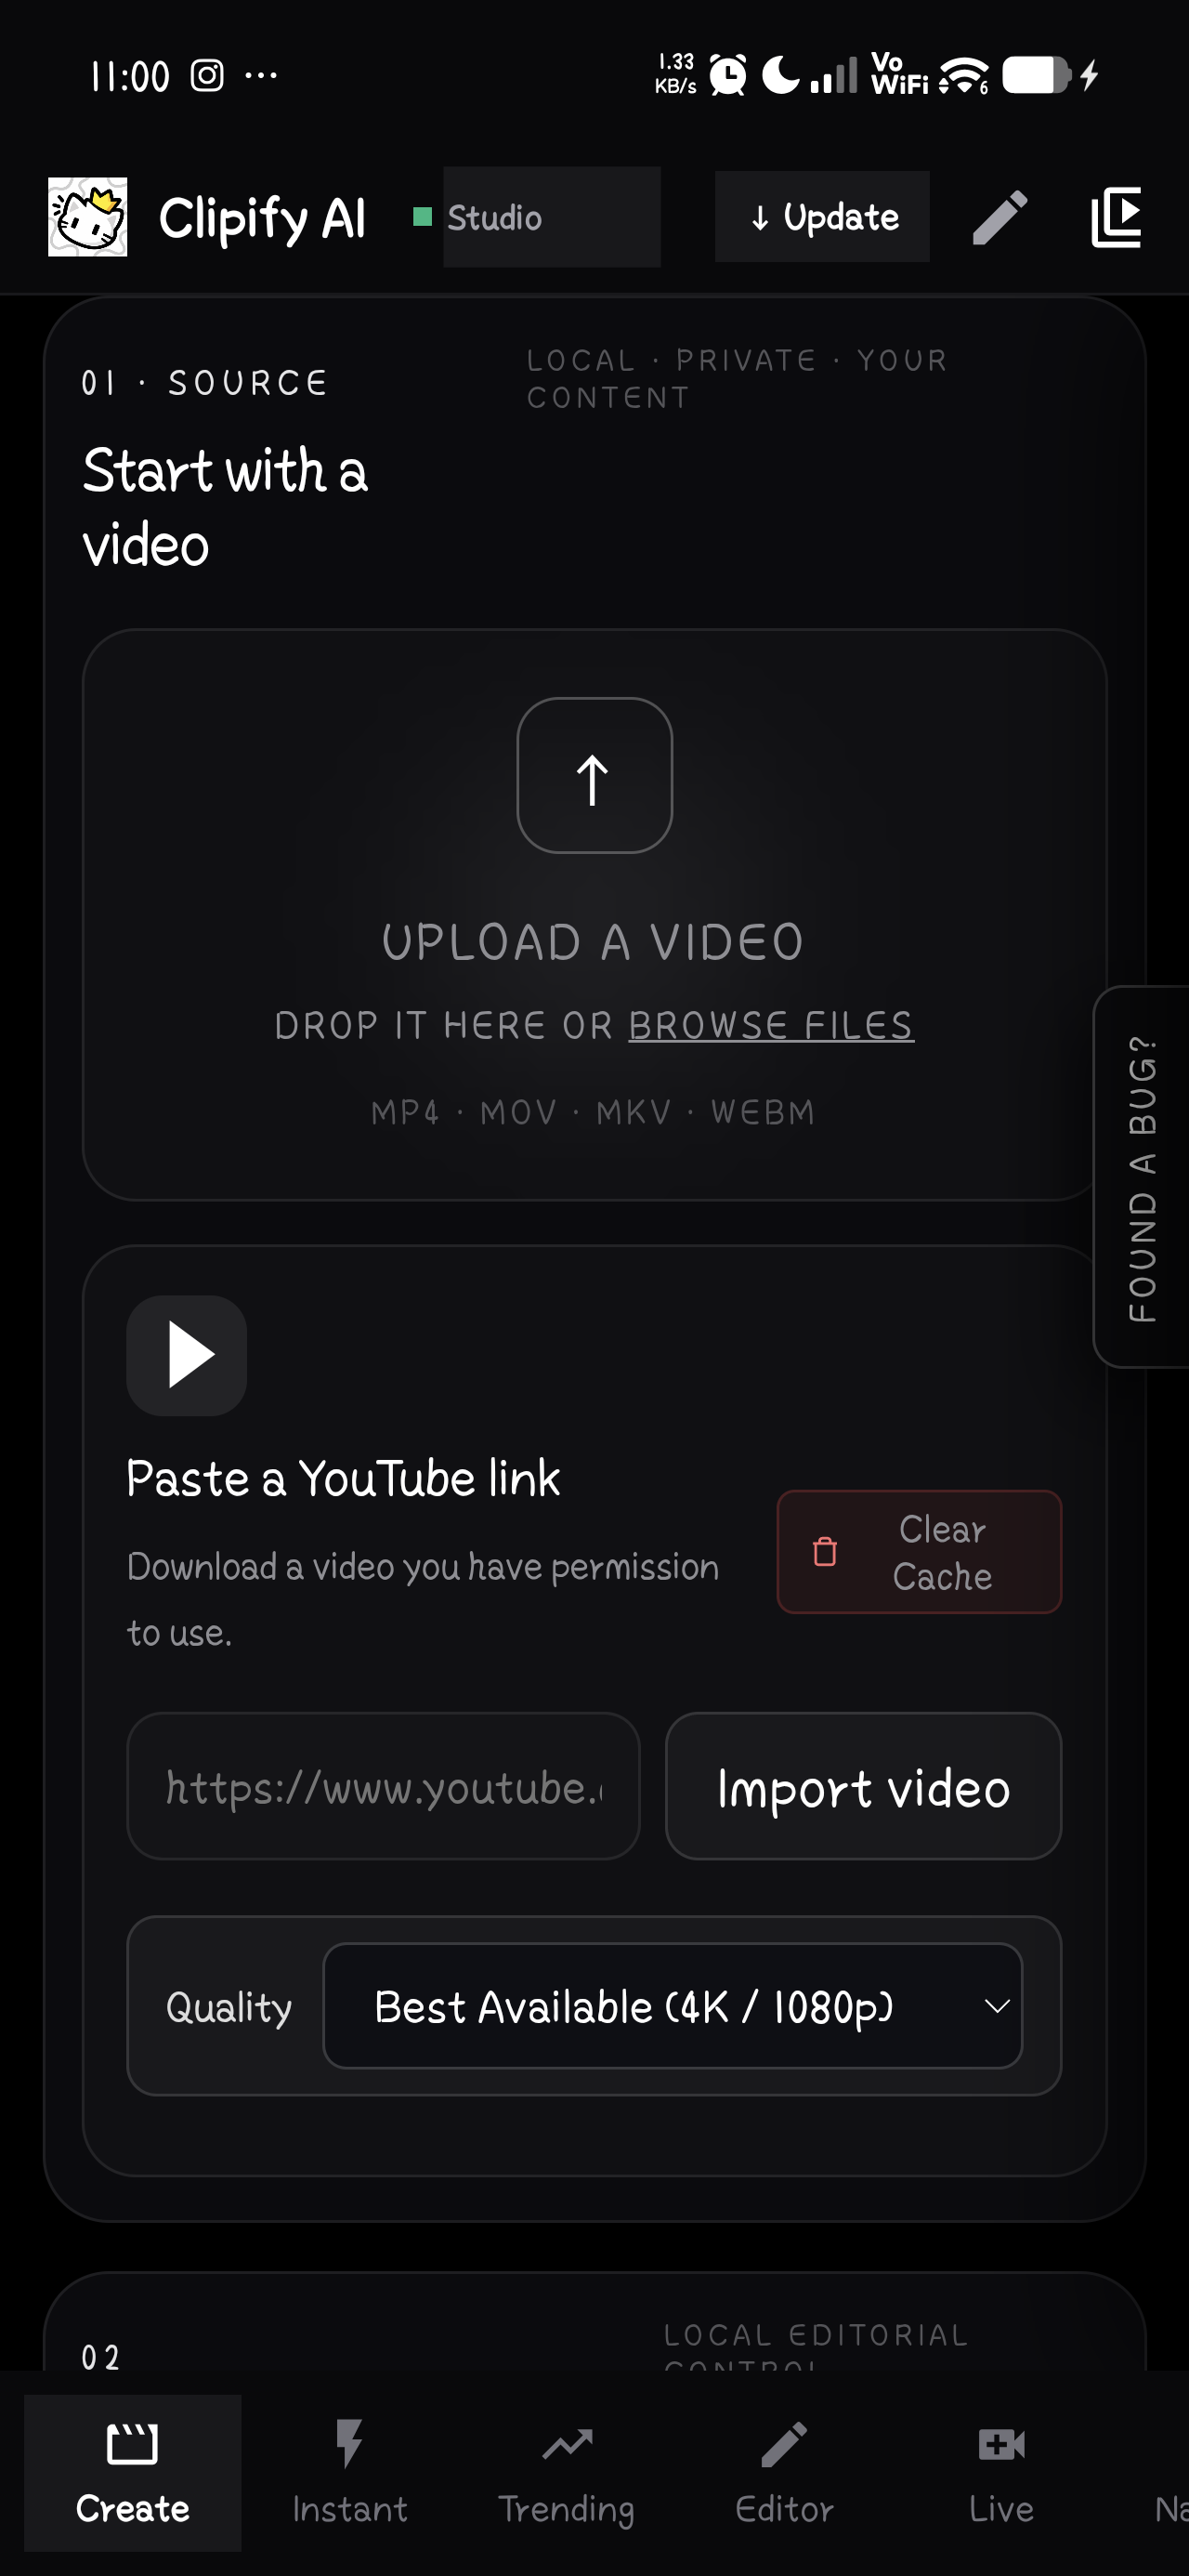 11:00
1.33 KB/s
Vo WiFi 6
Clipify AI
Studio
↓ Update
01 · SOURCE
LOCAL · PRIVATE · YOUR
CONTENT
Start with a
video
↑
UPLOAD A VIDEO
DROP IT HERE OR BROWSE FILES
MP4 · MOV · MKV · WEBM
FOUND A BUG?
Paste a YouTube link
Download a video you have permission
to use.
Clear
Cache
https://www.youtube.
Import video
Quality
Best Available (4K / 1080p)
02
LOCAL EDITORIAL
CONTROL
Create
Instant
Trending
Editor
Live
Na